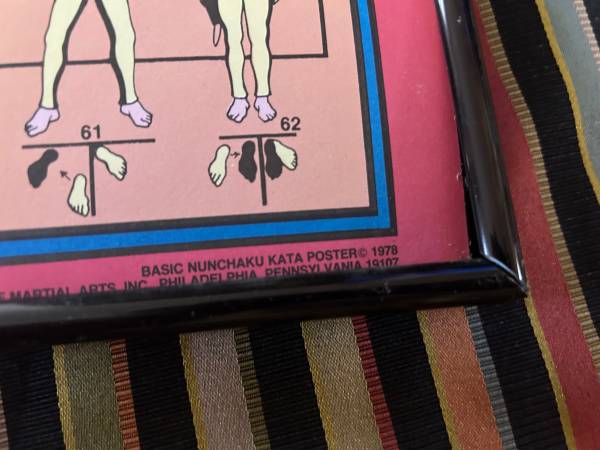 61
62
BASIC NUNCHAKU KATA POSTER© 1978
MARTIAL ARTS, INC. PHILADELPHIA, PENNSYLVANIA 19107